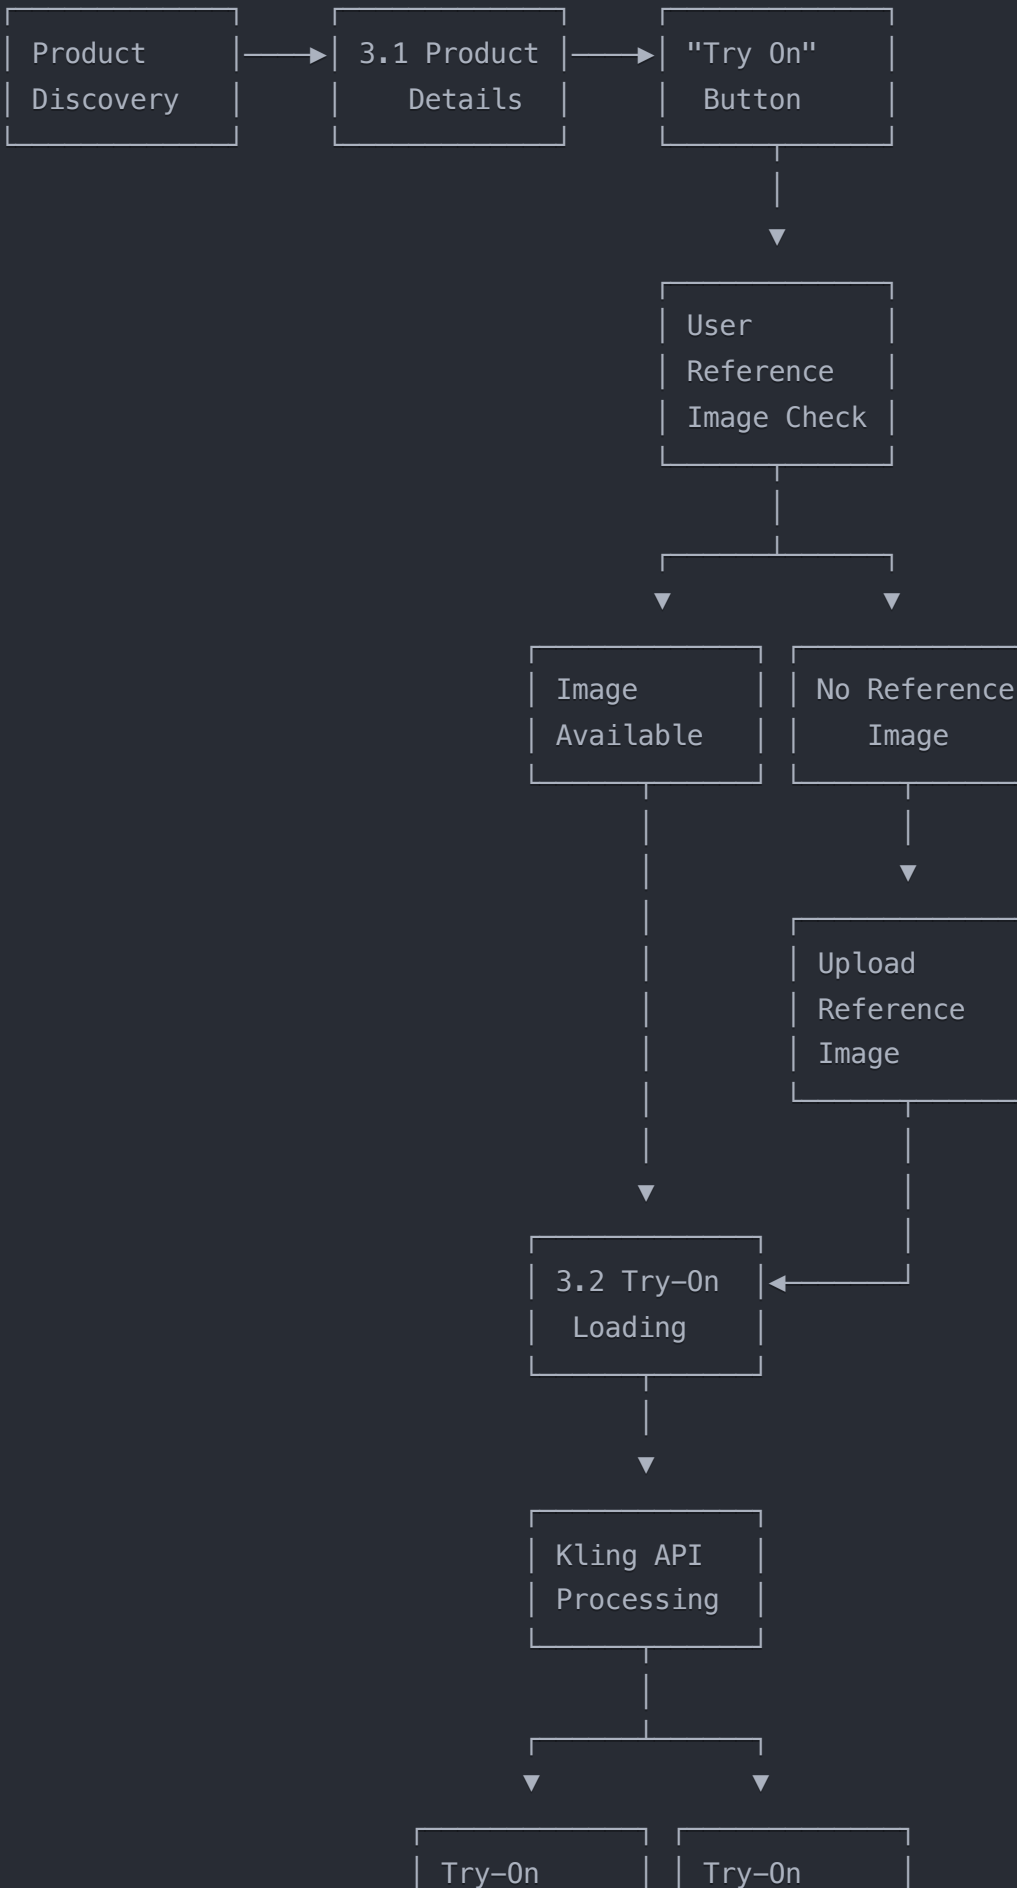 Product
Discovery
3.1 Product
Details
"Try On"
Button
User
Reference
Image Check
Image
Available
No Reference
Image
Upload
Reference
Image
3.2 Try-On
Loading
Kling API
Processing
Try-On
Try-On